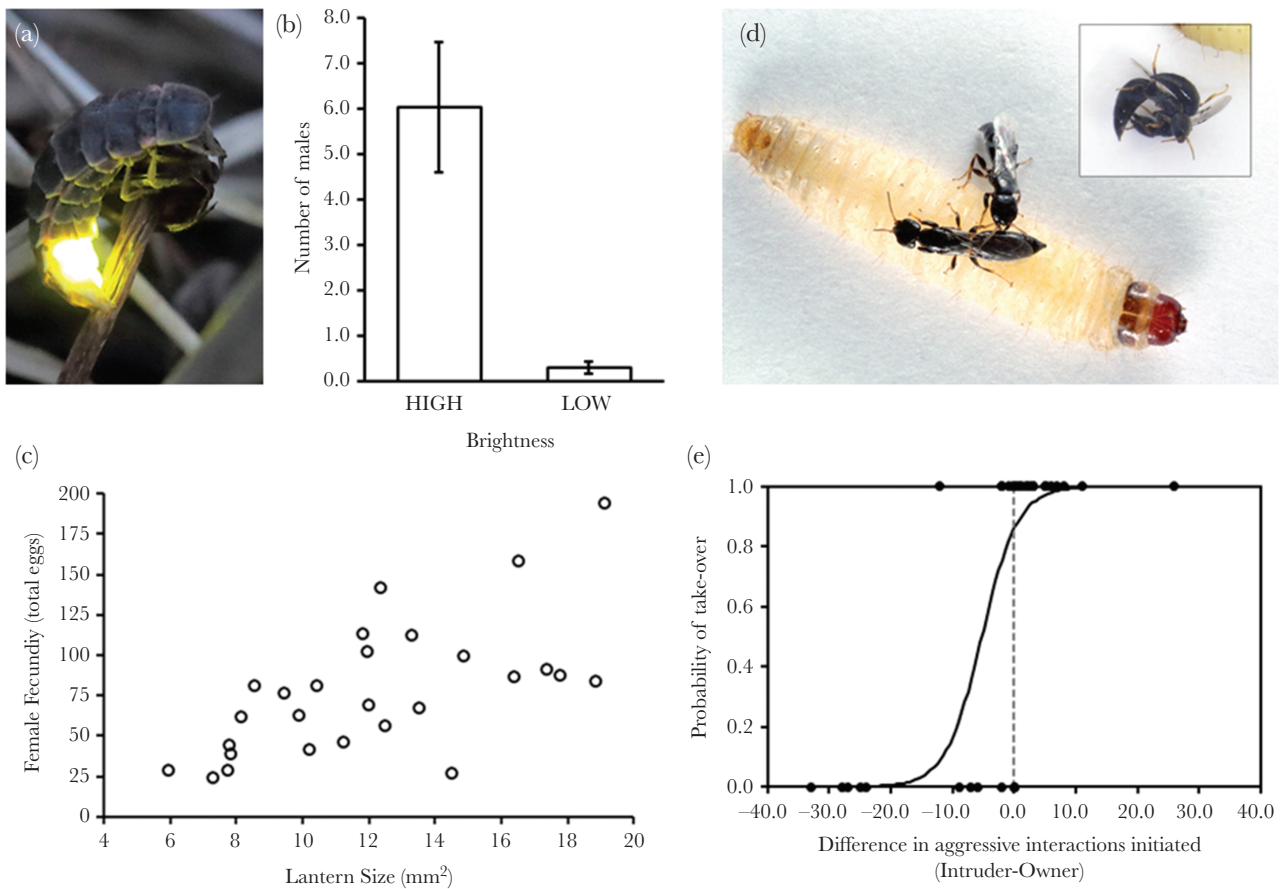 (a)
(b)
8.0
7.0
6.0
5.0
4.0
3.0
2.0
1.0
0.0
Number of males
HIGH LOW
Brightness
(c)
200
175
150
125
100
75
50
25
0
Female Fecundiy (total eggs)
4 6 8 10 12 14 16 18 20
Lantern Size (mm²)
(d)
(e)
1.0
0.8
0.6
0.4
0.2
0.0
Probability of take-over
–40.0 –30.0 –20.0 –10.0 0.0 10.0 20.0 30.0 40.0
Difference in aggressive interactions initiated
(Intruder-Owner)